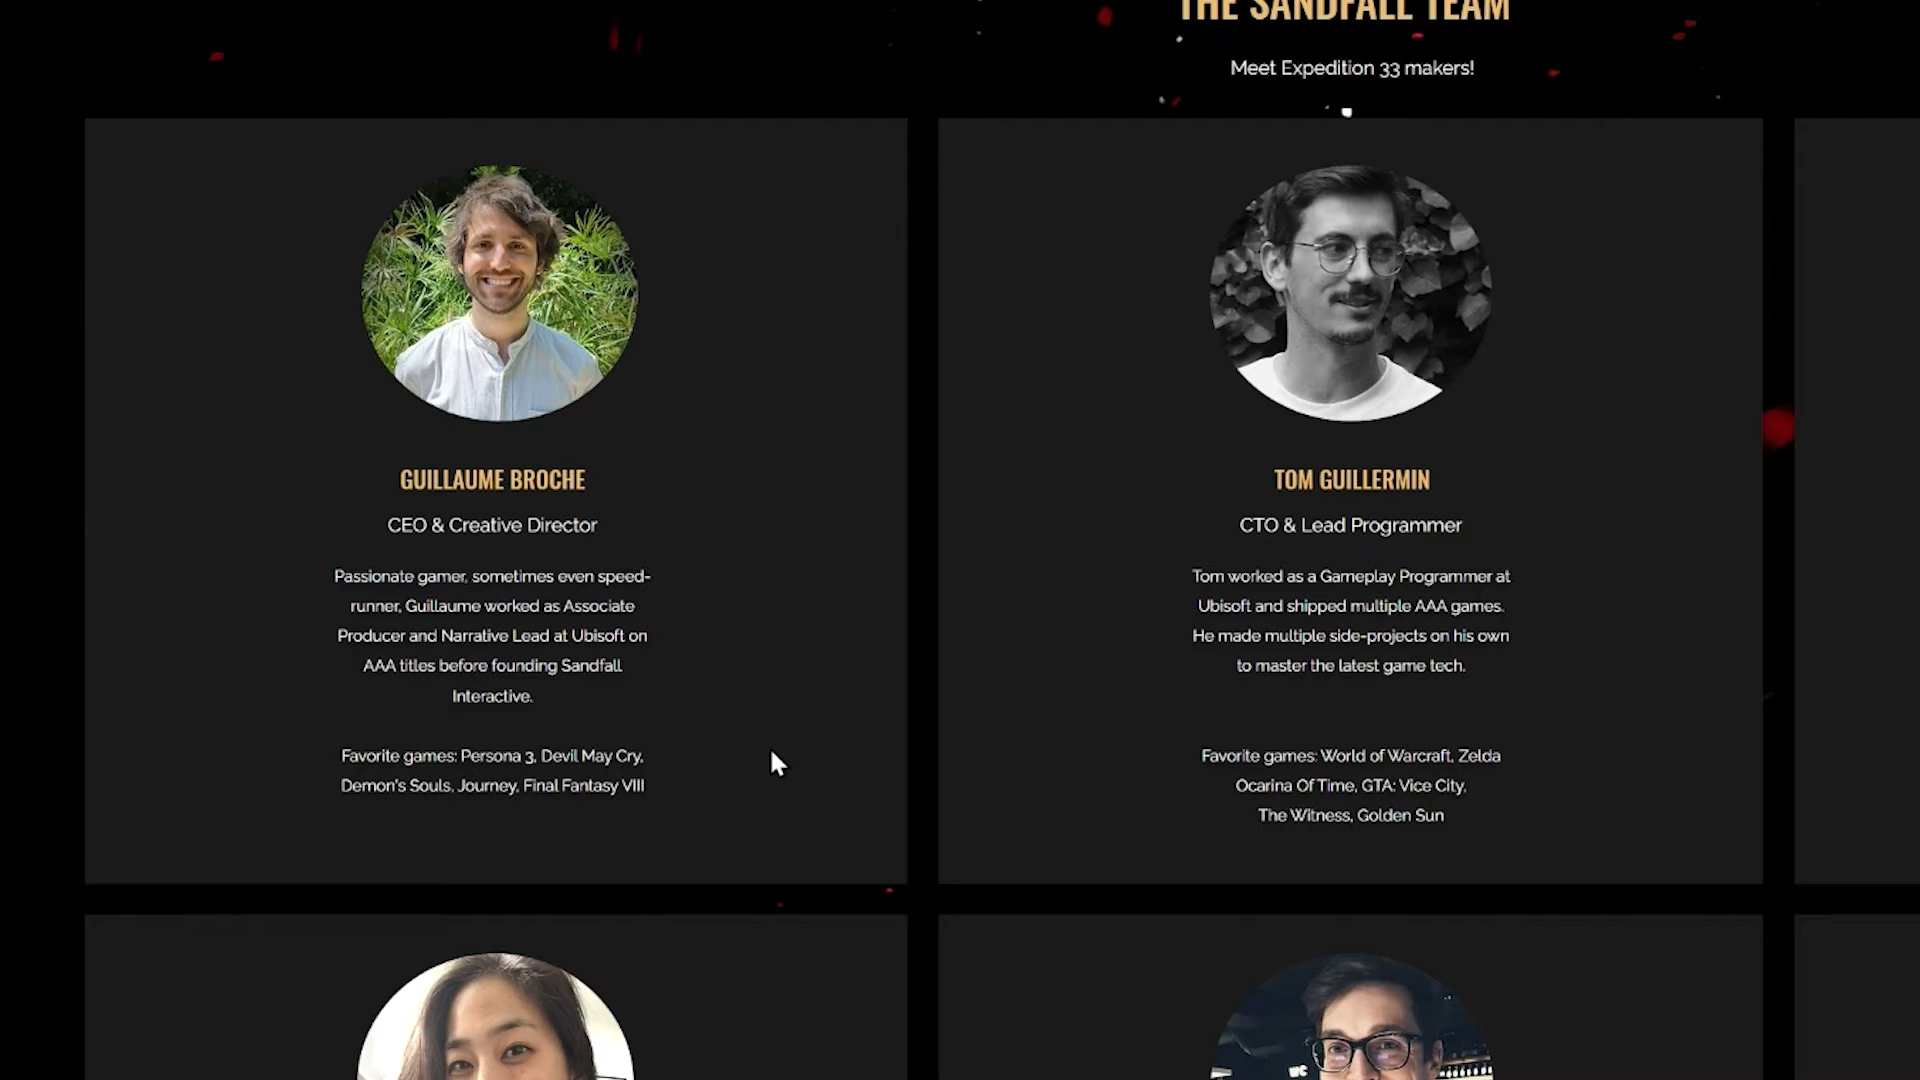 THE SANDFALL TEAM
Meet Expedition 33 makers!
GUILLAUME BROCHE
CEO & Creative Director
Passionate gamer, sometimes even speed-
runner, Guillaume worked as Associate
Producer and Narrative Lead at Ubisoft on
AAA titles before founding Sandfall
Interactive.
Favorite games: Persona 3, Devil May Cry,
Demon's Souls, Journey, Final Fantasy VIII
TOM GUILLERMIN
CTO & Lead Programmer
Tom worked as a Gameplay Programmer at
Ubisoft and shipped multiple AAA games.
He made multiple side-projects on his own
to master the latest game tech.
Favorite games: World of Warcraft, Zelda
Ocarina Of Time, GTA: Vice City,
The Witness, Golden Sun
WC